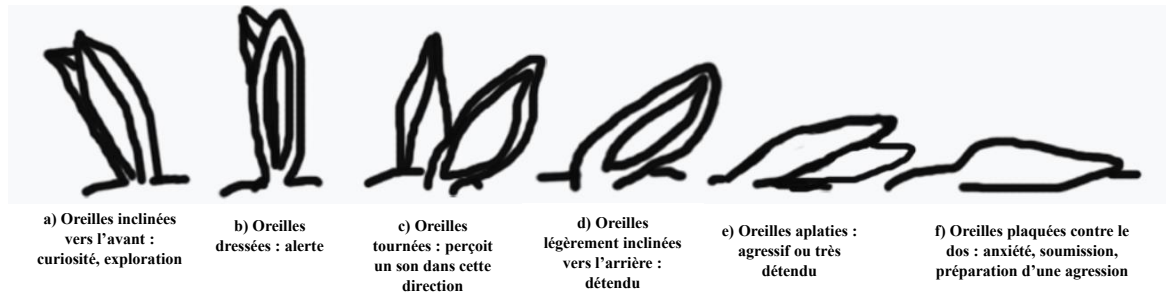 a) Oreilles inclinées
vers l’avant :
curiosité, exploration
b) Oreilles
dressées : alerte
c) Oreilles
tournées : perçoit
un son dans cette
direction
d) Oreilles
légèrement inclinées
vers l’arrière :
détendu
e) Oreilles aplaties :
agressif ou très
détendu
f) Oreilles plaquées contre le
dos : anxiété, soumission,
préparation d’une agression